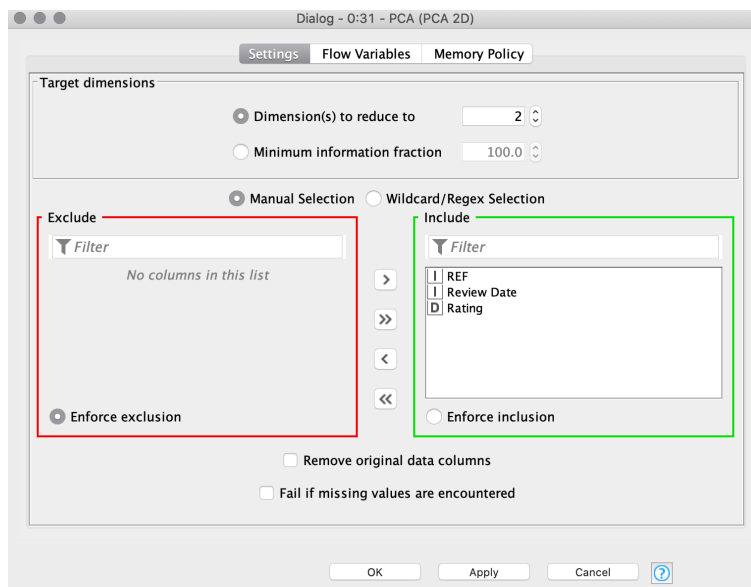 Dialog - 0:31 - PCA (PCA 2D)
Settings Flow Variables Memory Policy
Target dimensions
Dimension(s) to reduce to 2
Minimum information fraction 100.0
Manual Selection Wildcard/Regex Selection
Exclude
Filter
No columns in this list
Enforce exclusion
>
>>
<
<<
Include
Filter
I REF
I Review Date
D Rating
Enforce inclusion
Remove original data columns
Fail if missing values are encountered
OK Apply Cancel ?